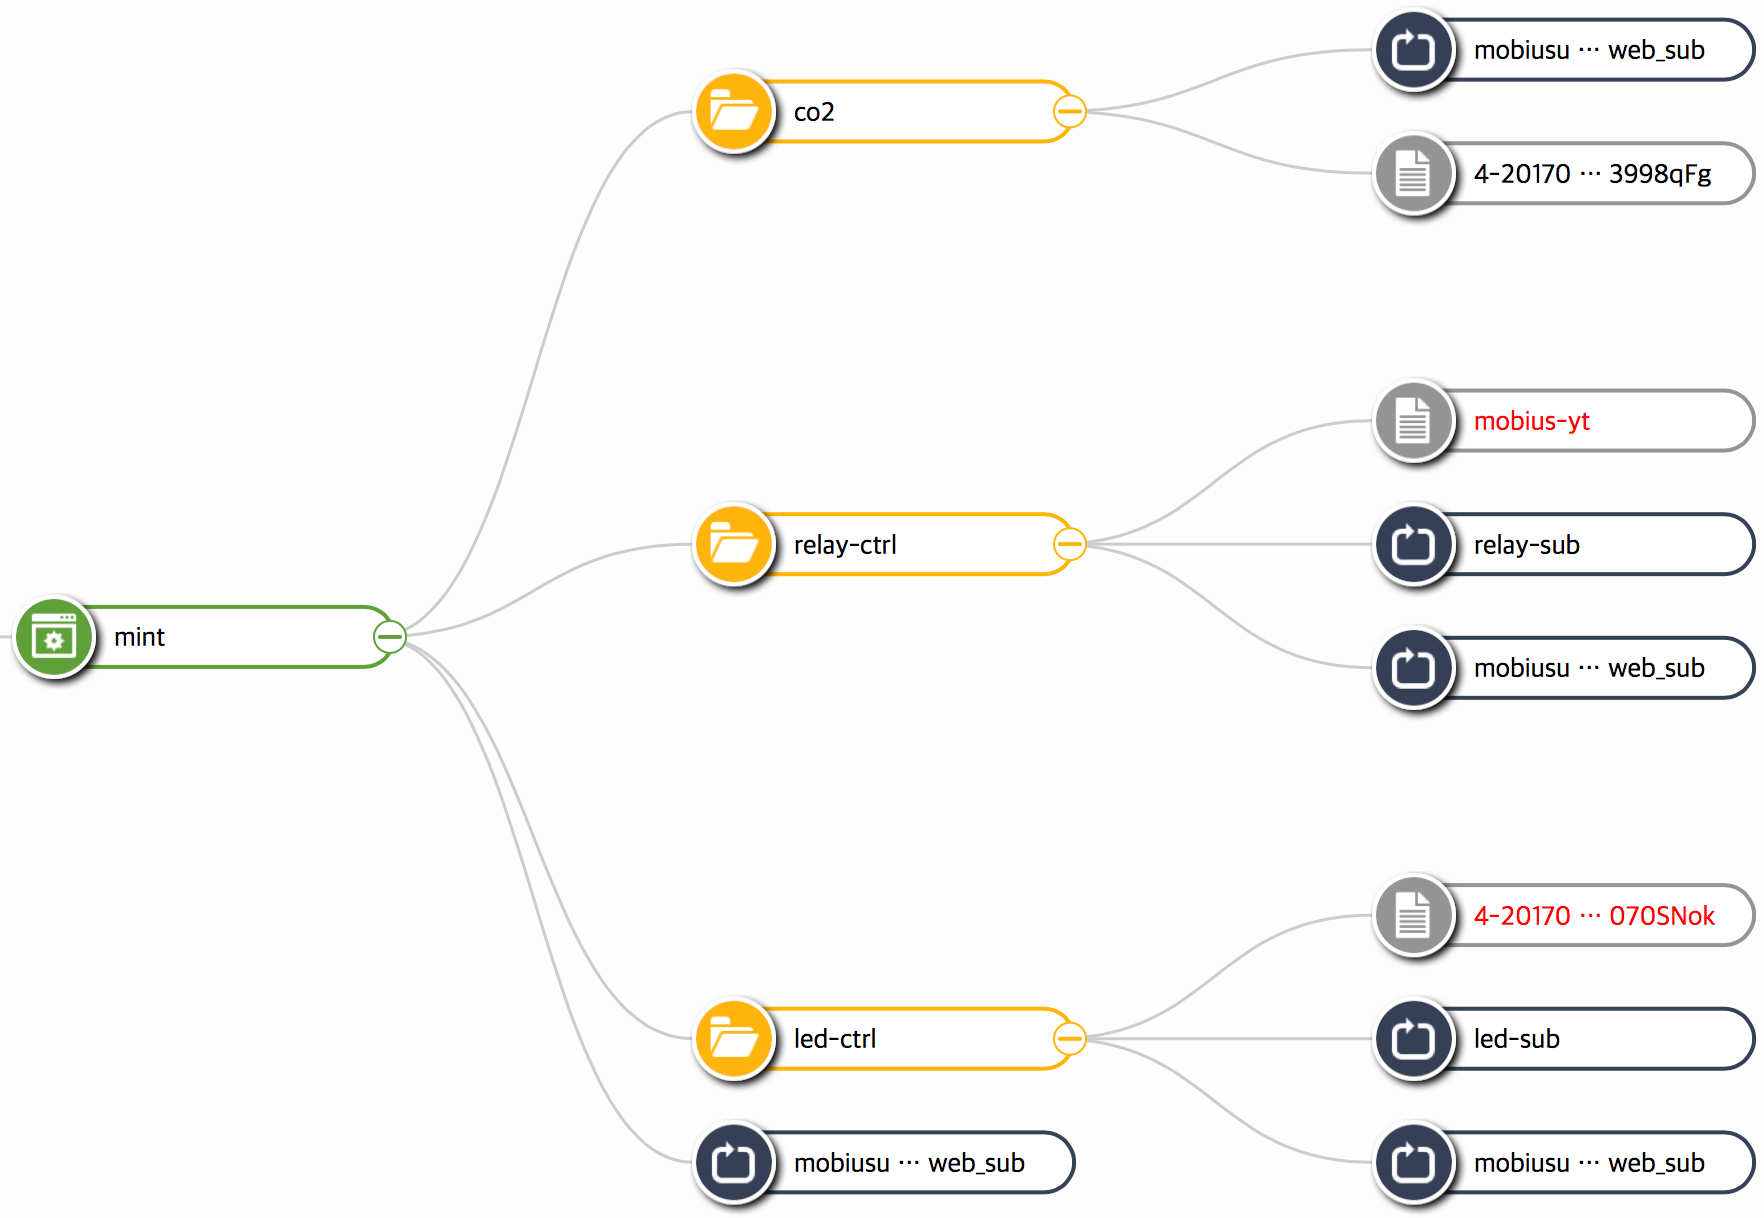 mobiusu ··· web_sub
co2
4-20170 ··· 3998qFg
mobius-yt
relay-ctrl
relay-sub
mint
mobiusu ··· web_sub
4-20170 ··· 070SNok
led-ctrl
led-sub
mobiusu ··· web_sub
mobiusu ··· web_sub